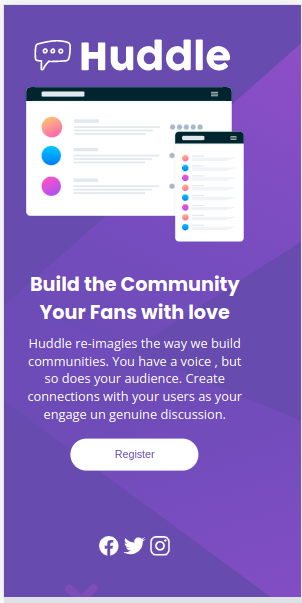 Huddle
Build the Community
Your Fans with love
Huddle re-imagies the way we build
communities. You have a voice , but
so does your audience. Create
connections with your users as your
engage un genuine discussion.
Register